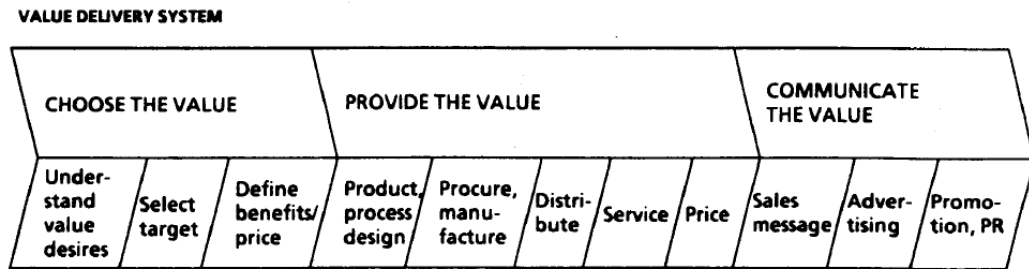 VALUE DELIVERY SYSTEM
CHOOSE THE VALUE
PROVIDE THE VALUE
COMMUNICATE
THE VALUE
Under-
stand
value
desires
Select
target
Define
benefits/
price
Product,
process
design
Procure,
manu-
facture
Distri-
bute
Service
Price
Sales
message
Adver-
tising
Promo-
tion, PR